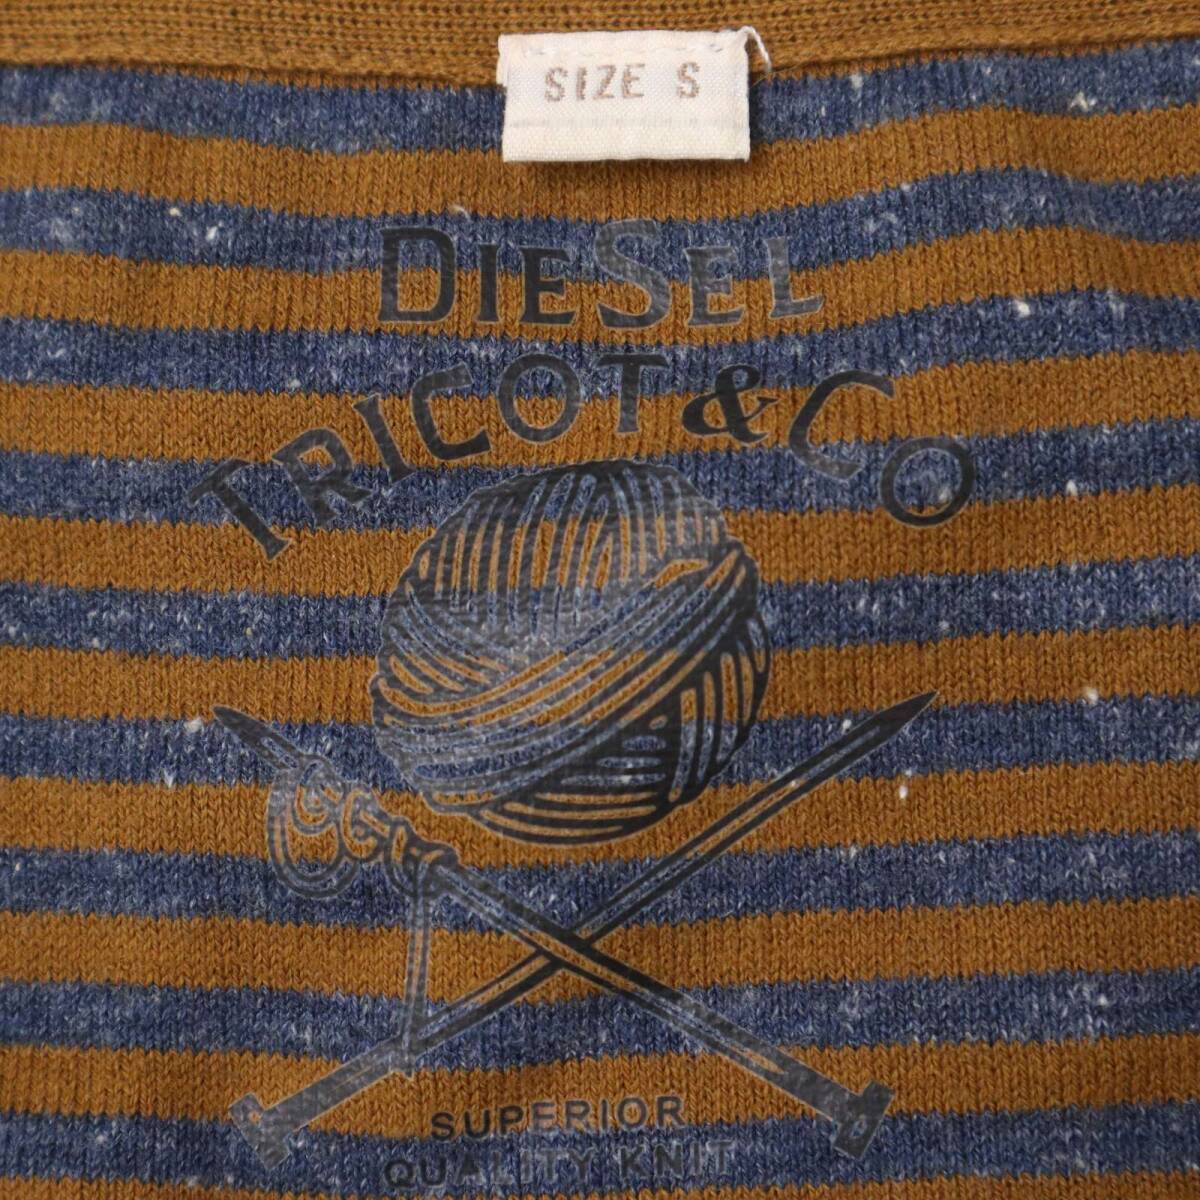 SIZE S
DIESEL
TRICOT & CO
SUPERIOR
QUALITY KNIT